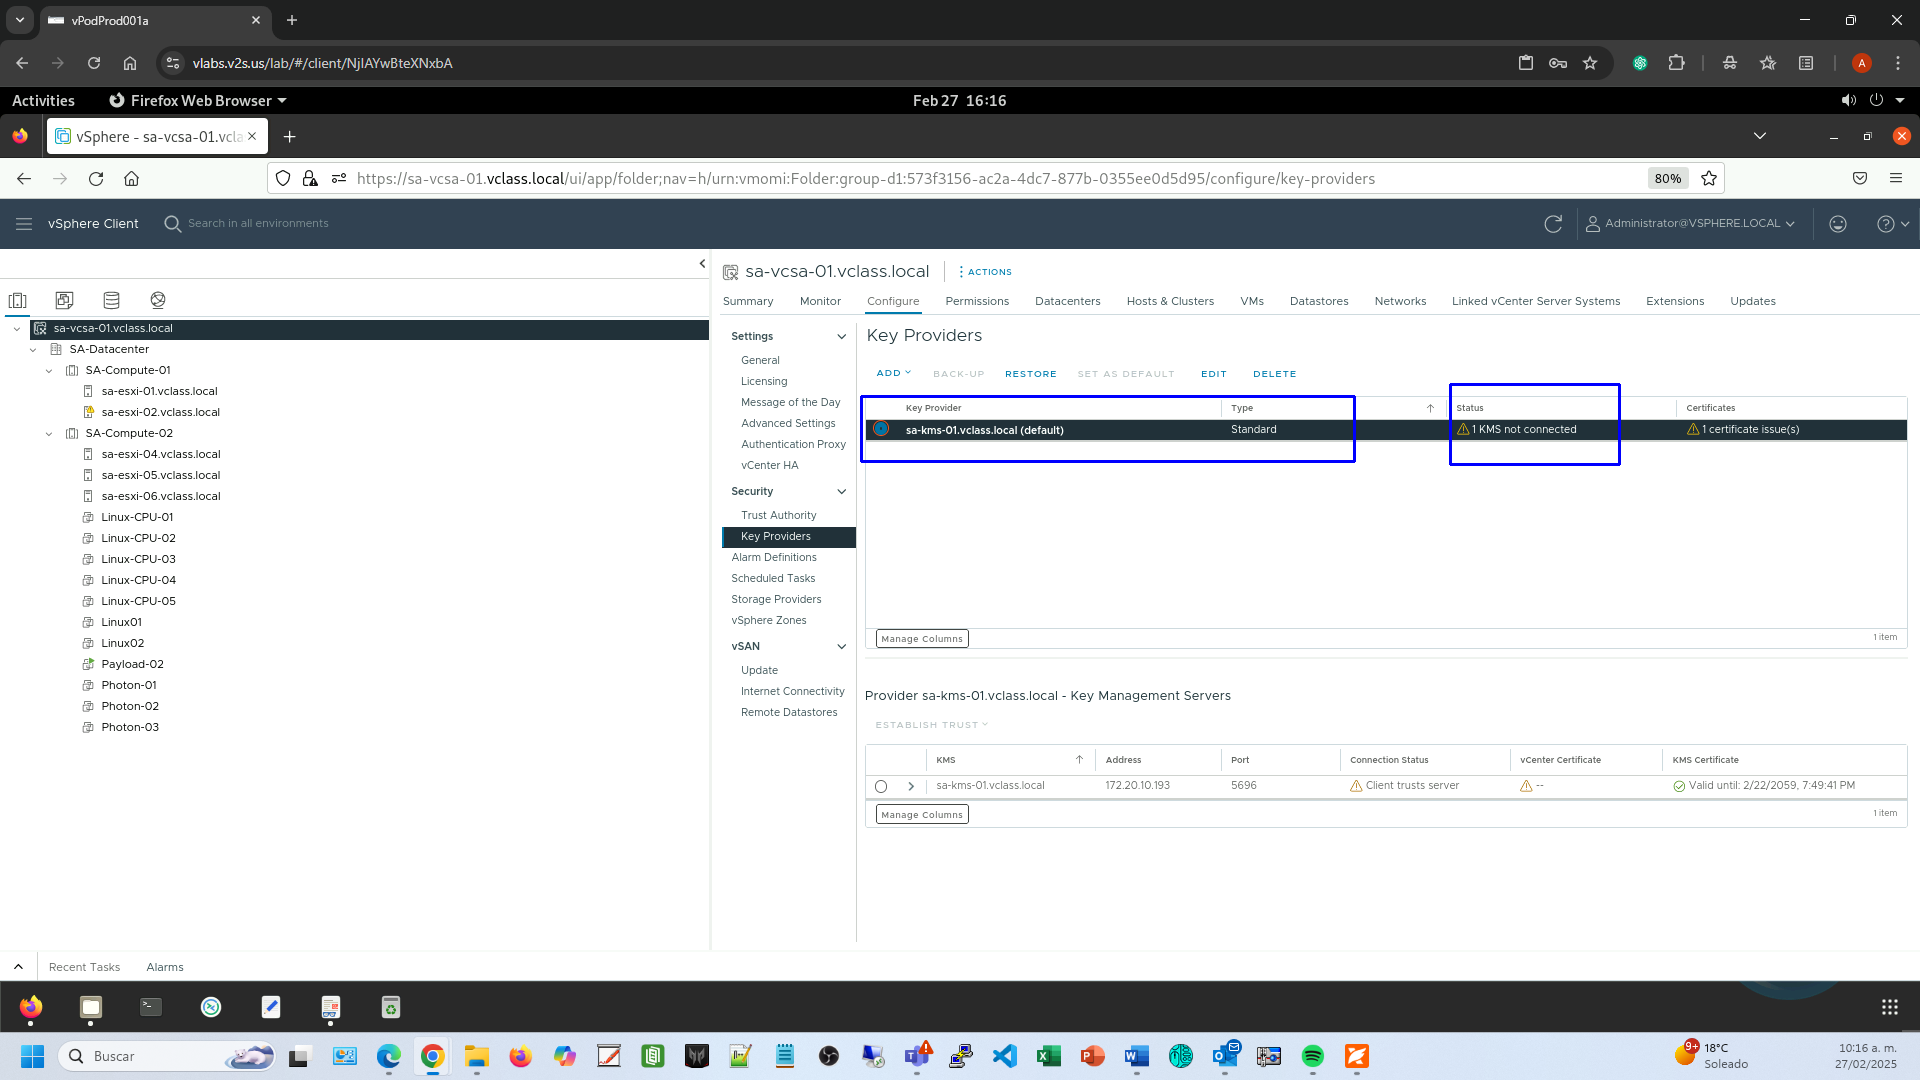 vPodProd001a
vlabs.v2s.us/lab/#/client/NjlAYwBteXNxbA
A
Activities
Firefox Web Browser
Feb 27 16:16
vSphere - sa-vcsa-01.vcla
https://sa-vcsa-01.vclass.local/ui/app/folder;nav=h/urn:vmomi:Folder:group-d1:573f3156-ac2a-4dc7-877b-0355ee0d5d95/configure/key-providers
80%
vSphere Client
Search in all environments
Administrator@VSPHERE.LOCAL
sa-vcsa-01.vclass.local
SA-Datacenter
SA-Compute-01
sa-esxi-01.vclass.local
sa-esxi-02.vclass.local
SA-Compute-02
sa-esxi-04.vclass.local
sa-esxi-05.vclass.local
sa-esxi-06.vclass.local
Linux-CPU-01
Linux-CPU-02
Linux-CPU-03
Linux-CPU-04
Linux-CPU-05
Linux01
Linux02
Payload-02
Photon-01
Photon-02
Photon-03
sa-vcsa-01.vclass.local
ACTIONS
Summary Monitor Configure Permissions Datacenters Hosts & Clusters VMs Datastores Networks Linked vCenter Server Systems Extensions Updates
Settings
General
Licensing
Message of the Day
Advanced Settings
Authentication Proxy
vCenter HA
Security
Trust Authority
Key Providers
Alarm Definitions
Scheduled Tasks
Storage Providers
vSphere Zones
vSAN
Update
Internet Connectivity
Remote Datastores
Key Providers
ADD BACK-UP RESTORE SET AS DEFAULT EDIT DELETE
Key Provider Type Status Certificates
sa-kms-01.vclass.local (default) Standard 1 KMS not connected 1 certificate issue(s)
Manage Columns 1 item
Provider sa-kms-01.vclass.local - Key Management Servers
ESTABLISH TRUST
KMS Address Port Connection Status vCenter Certificate KMS Certificate
sa-kms-01.vclass.local 172.20.10.193 5696 Client trusts server -- Valid until: 2/22/2059, 7:49:41 PM
Manage Columns 1 item
Recent Tasks Alarms
Buscar
9+
18°C
Soleado
10:16 a. m.
27/02/2025